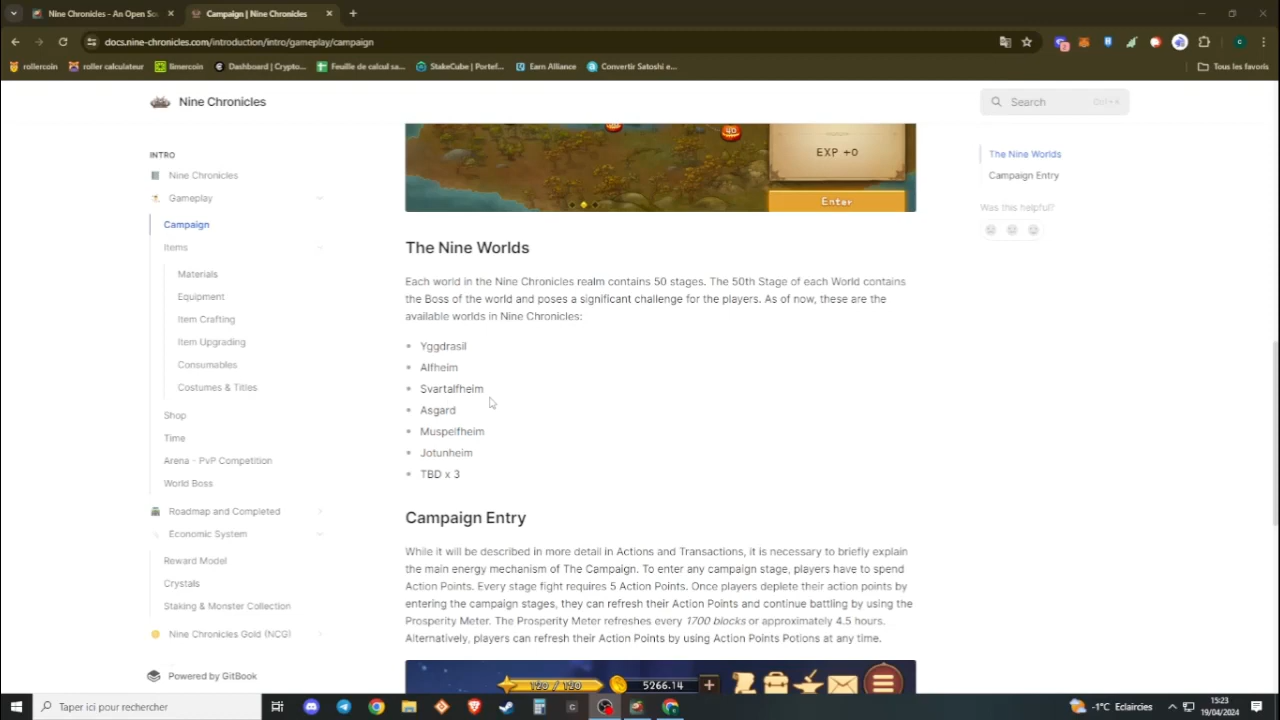 Nine Chronicles - An Open So
Campaign | Nine Chronicles
docs.nine-chronicles.com/introduction/intro/gameplay/campaign
rollercoin
roller calculateur
limercoin
Dashboard | Crypto...
Feuille de calcul sa...
StakeCube | Portef...
Earn Alliance
Convertir Satoshi e...
Tous les favoris
Nine Chronicles
Search
Ctrl+K
INTRO
Nine Chronicles
Gameplay
Campaign
Items
Materials
Equipment
Item Crafting
Item Upgrading
Consumables
Costumes & Titles
Shop
Time
Arena - PvP Competition
World Boss
Roadmap and Completed
Economic System
Reward Model
Crystals
Staking & Monster Collection
Nine Chronicles Gold (NCG)
Powered by GitBook
EXP +0
Enter
The Nine Worlds
Each world in the Nine Chronicles realm contains 50 stages. The 50th Stage of each World contains
the Boss of the world and poses a significant challenge for the players. As of now, these are the
available worlds in Nine Chronicles:
Yggdrasil
Alfheim
Svartalfheim
Asgard
Muspelfheim
Jotunheim
TBD x 3
Campaign Entry
While it will be described in more detail in Actions and Transactions, it is necessary to briefly explain
the main energy mechanism of The Campaign. To enter any campaign stage, players have to spend
Action Points. Every stage fight requires 5 Action Points. Once players deplete their action points by
entering the campaign stages, they can refresh their Action Points and continue battling by using the
Prosperity Meter. The Prosperity Meter refreshes every 1700 blocks or approximately 4.5 hours.
Alternatively, players can refresh their Action Points by using Action Points Potions at any time.
120 / 120
5266.14
The Nine Worlds
Campaign Entry
Was this helpful?
Taper ici pour rechercher
-1°C Eclaircies
15:23
19/04/2024